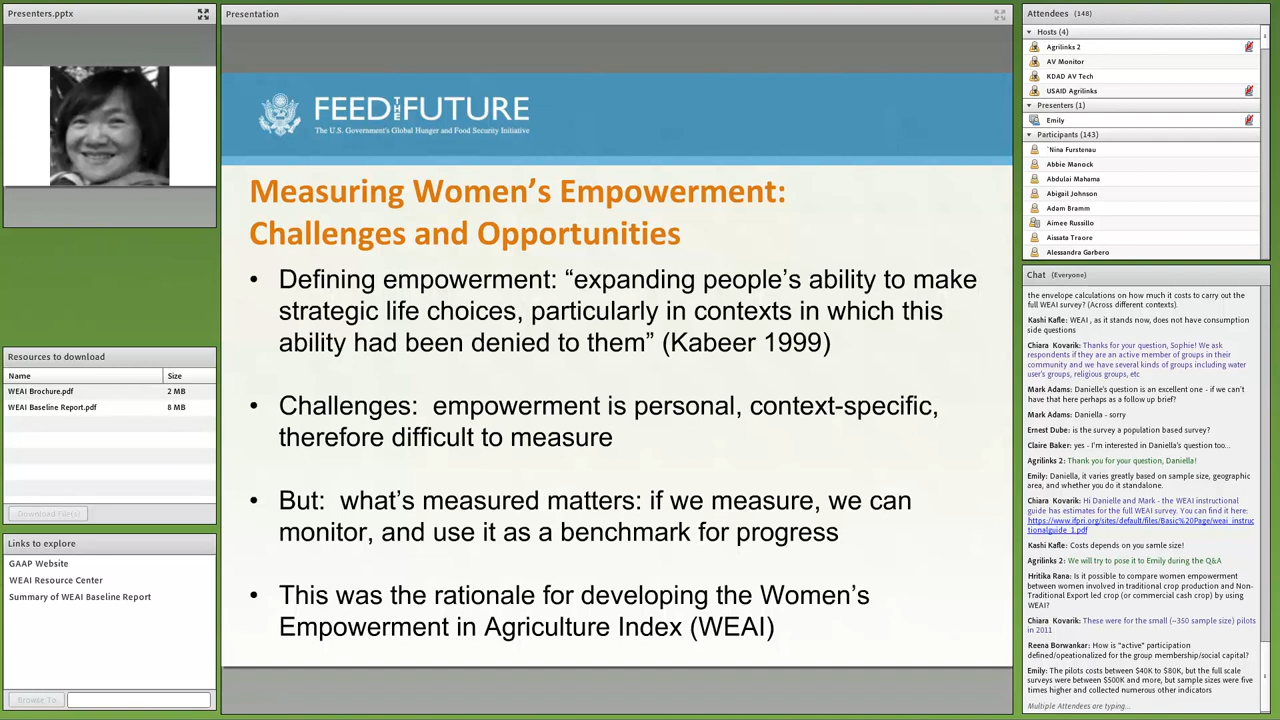 Presenters.pptx
Resources to download
Name Size
WEAI Brochure.pdf 2 MB
WEAI Baseline Report.pdf 8 MB
Download File(s)
Links to explore
GAAP Website
WEAI Resource Center
Summary of WEAI Baseline Report
Browse To
Presentation
FEED THE FUTURE
The U.S. Government's Global Hunger and Food Security Initiative
Measuring Women's Empowerment:
Challenges and Opportunities
• Defining empowerment: “expanding people's ability to make
strategic life choices, particularly in contexts in which this
ability had been denied to them” (Kabeer 1999)
• Challenges: empowerment is personal, context-specific,
therefore difficult to measure
• But: what's measured matters: if we measure, we can
monitor, and use it as a benchmark for progress
• This was the rationale for developing the Women's
Empowerment in Agriculture Index (WEAI)
Attendees (148)
Hosts (4)
Agrilinks 2
AV Monitor
KDAD AV Tech
USAID Agrilinks
Presenters (1)
Emily
Participants (143)
`Nina Furstenau
Abbie Manock
Abdulai Mahama
Abigail Johnson
Adam Bramm
Aimee Russillo
Aissata Traore
Alessandra Garbero
Chat (Everyone)
the envelope calculations on how much it costs to carry out the
full WEAI survey? (Across different contexts).
Kashi Kafle: WEAI , as it stands now, does not have consumption
side questions
Chiara Kovarik: Thanks for your question, Sophie! We ask
respondents if they are an active member of groups in their
community and we have several kinds of groups including water
user's groups, religious groups, etc
Mark Adams: Danielle's question is an excellent one - if we can't
have that here perhaps as a follow up brief?
Mark Adams: Daniella - sorry
Ernest Dube: is the survey a population based survey?
Claire Baker: yes - I'm interested in Daniella's question too...
Agrilinks 2: Thank you for your question, Daniella!
Emily: Daniella, it varies greatly based on sample size, geographic
area, and whether you do it standalone.
Chiara Kovarik: Hi Danielle and Mark - the WEAI instructional
guide has estimates for the full WEAI survey. You can find it here:
https://www.ifpri.org/sites/default/files/Basic%20Page/weai_instruc
tionalguide_1.pdf
Kashi Kafle: Costs depends on you samle size!
Agrilinks 2: We will try to pose it to Emily during the Q&A
Hritika Rana: Is it possible to compare women empowerment
between women involved in traditional crop production and Non-
Traditional Export led crop (or commercial cash crop) by using
WEAI?
Chiara Kovarik: These were for the small (~350 sample size) pilots
in 2011
Reena Borwankar: How is "active" participation
defined/opeationalized for the group membership/social capital?
Emily: The pilots costs between $40K to $80K, but the full scale
surveys were between $500K and more, but sample sizes were five
times higher and collected numerous other indicators
Multiple Attendees are typing...